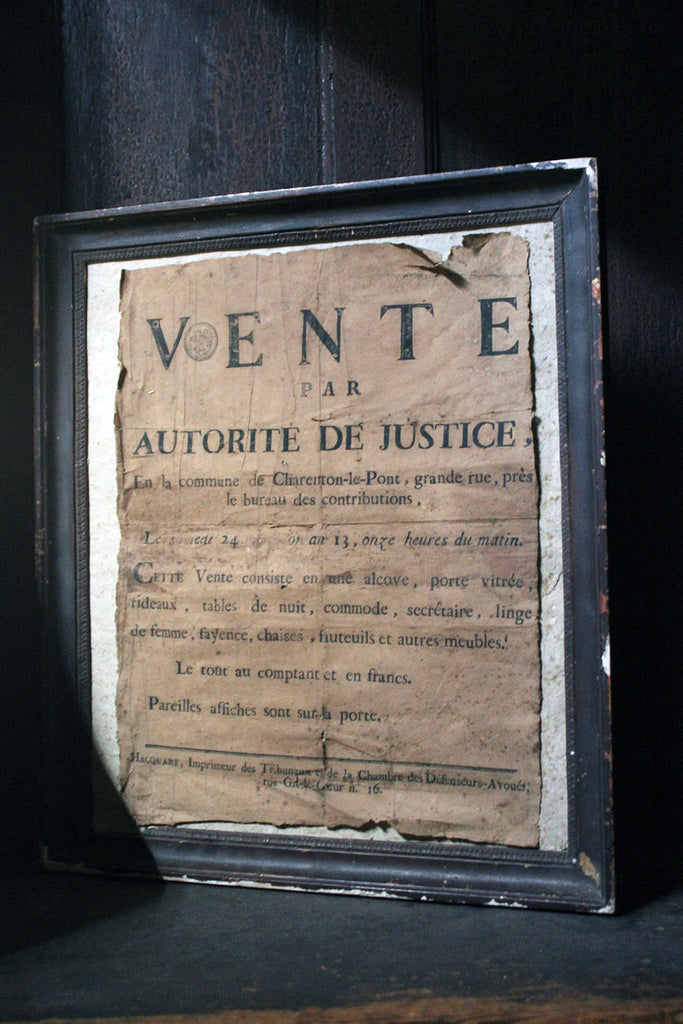 VENTE
PAR
AUTORITE DE JUSTICE,
En la commune de Charenton-le-Pont, grande rue, près
le bureau des contributions,
Le 24 an 13, onze heures du matin.
CETTE Vente consiste en une alcove, porte vitrée,
rideaux, tables de nuit, commode, secrétaire, linge
de femme, fayence, chaises, fauteuils et autres meubles.
Le tout au comptant et en francs.
Pareilles affiches sont sur la porte.
HACQUART, Imprimeur des Tribunaux et de la Chambre des Défenseurs-Avoués,
rue Gît-le-Cœur n. 16.